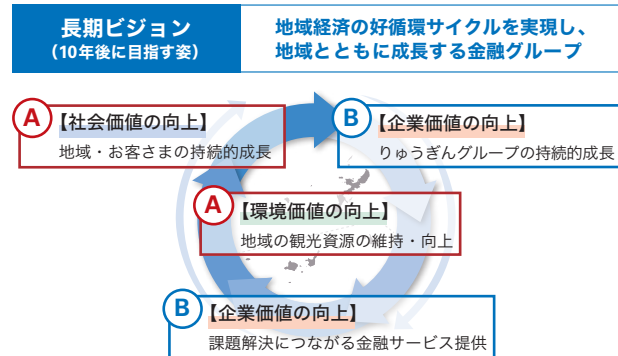 長期ビジョン
（10年後に目指す姿）
地域経済の好循環サイクルを実現し、
地域とともに成長する金融グループ
A
【社会価値の向上】
地域・お客さまの持続的成長
B
【企業価値の向上】
りゅうぎんグループの持続的成長
A
【環境価値の向上】
地域の観光資源の維持・向上
B
【企業価値の向上】
課題解決につながる金融サービス提供